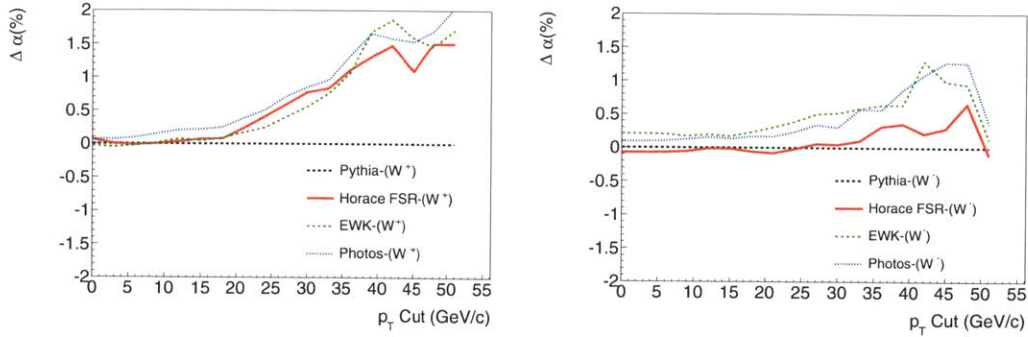 Δ α(%)
2
1.5
1
0.5
0
-0.5
-1
-1.5
-2
Pythia-(W⁺)
Horace FSR-(W⁺)
EWK-(W⁺)
Photos-(W⁺)
0 5 10 15 20 25 30 35 40 45 50 55
p_T Cut (GeV/c)
Δ α(%)
2
1.5
1
0.5
0
-0.5
-1
-1.5
-2
Pythia-(W⁻)
Horace FSR-(W⁻)
EWK-(W⁻)
Photos-(W⁻)
0 5 10 15 20 25 30 35 40 45 50 55
p_T Cut (GeV/c)